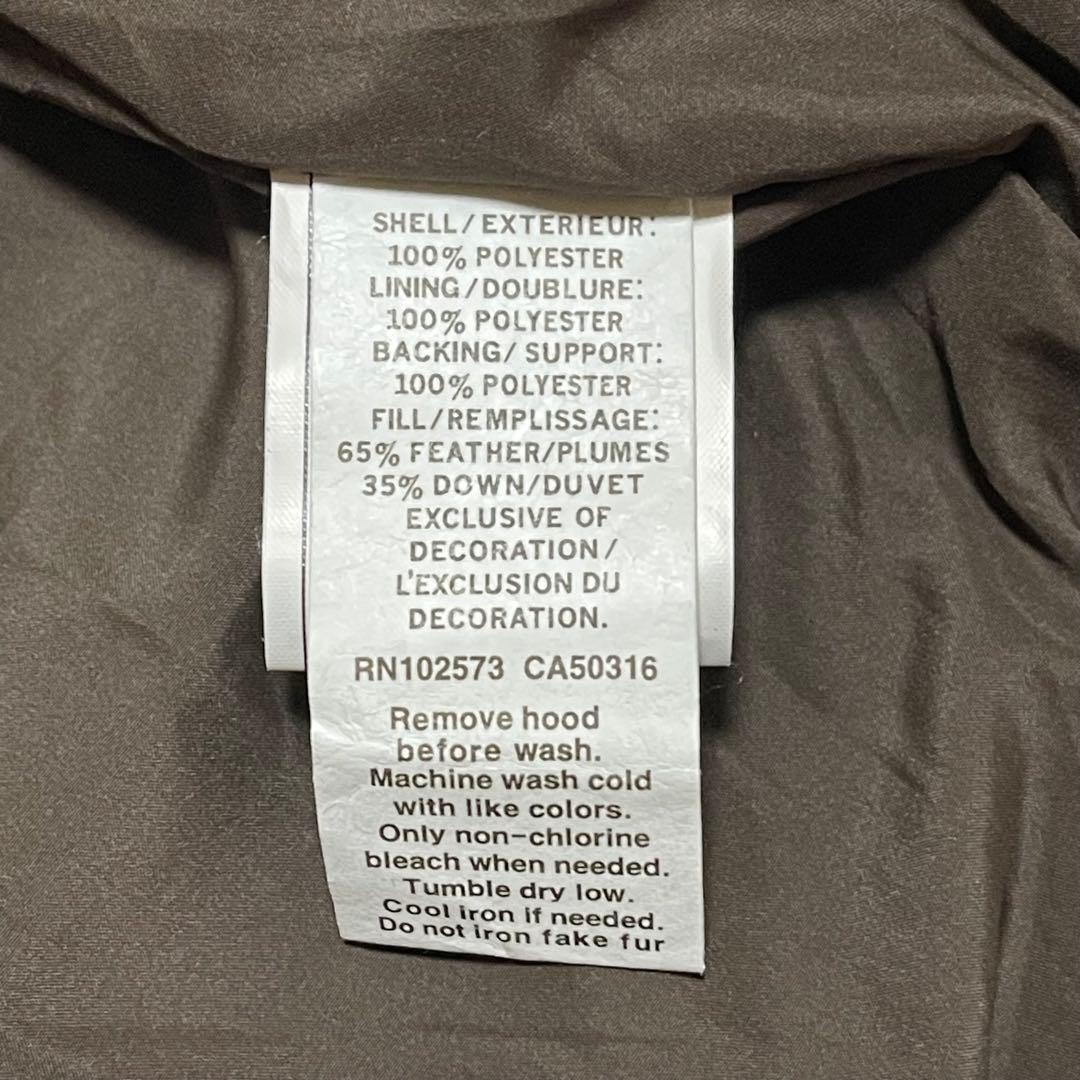 SHELL/EXTERIEUR:
100% POLYESTER
LINING/DOUBLURE:
100% POLYESTER
BACKING/ SUPPORT:
100% POLYESTER
FILL/REMPLISSAGE:
65% FEATHER/PLUMES
35% DOWN/DUVET
EXCLUSIVE OF
DECORATION/
L'EXCLUSION DU
DECORATION.
RN102573 CA50316
Remove hood
before wash.
Machine wash cold
with like colors.
Only non-chlorine
bleach when needed.
Tumble dry low.
Cool iron if needed.
Do not iron fake fur